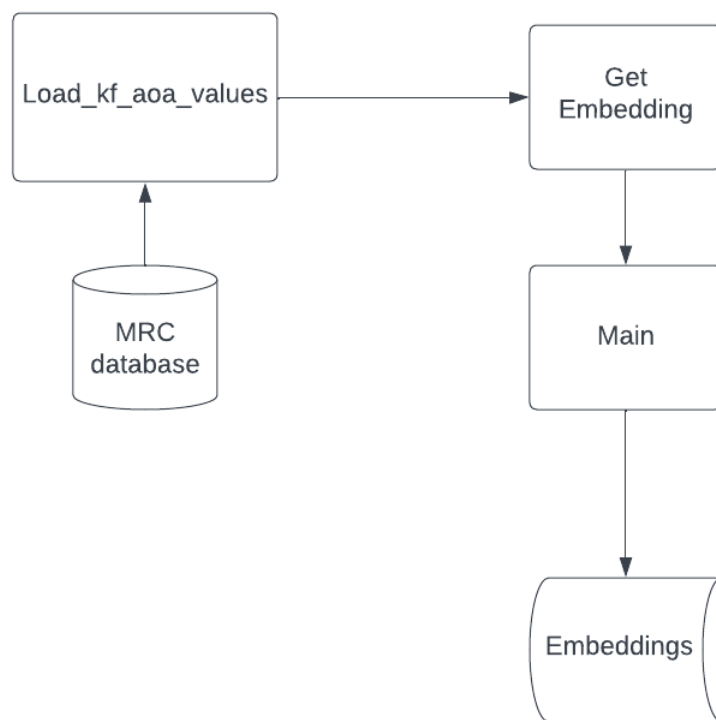 Load_kf_aoa_values
Get
Embedding
MRC
database
Main
Embeddings